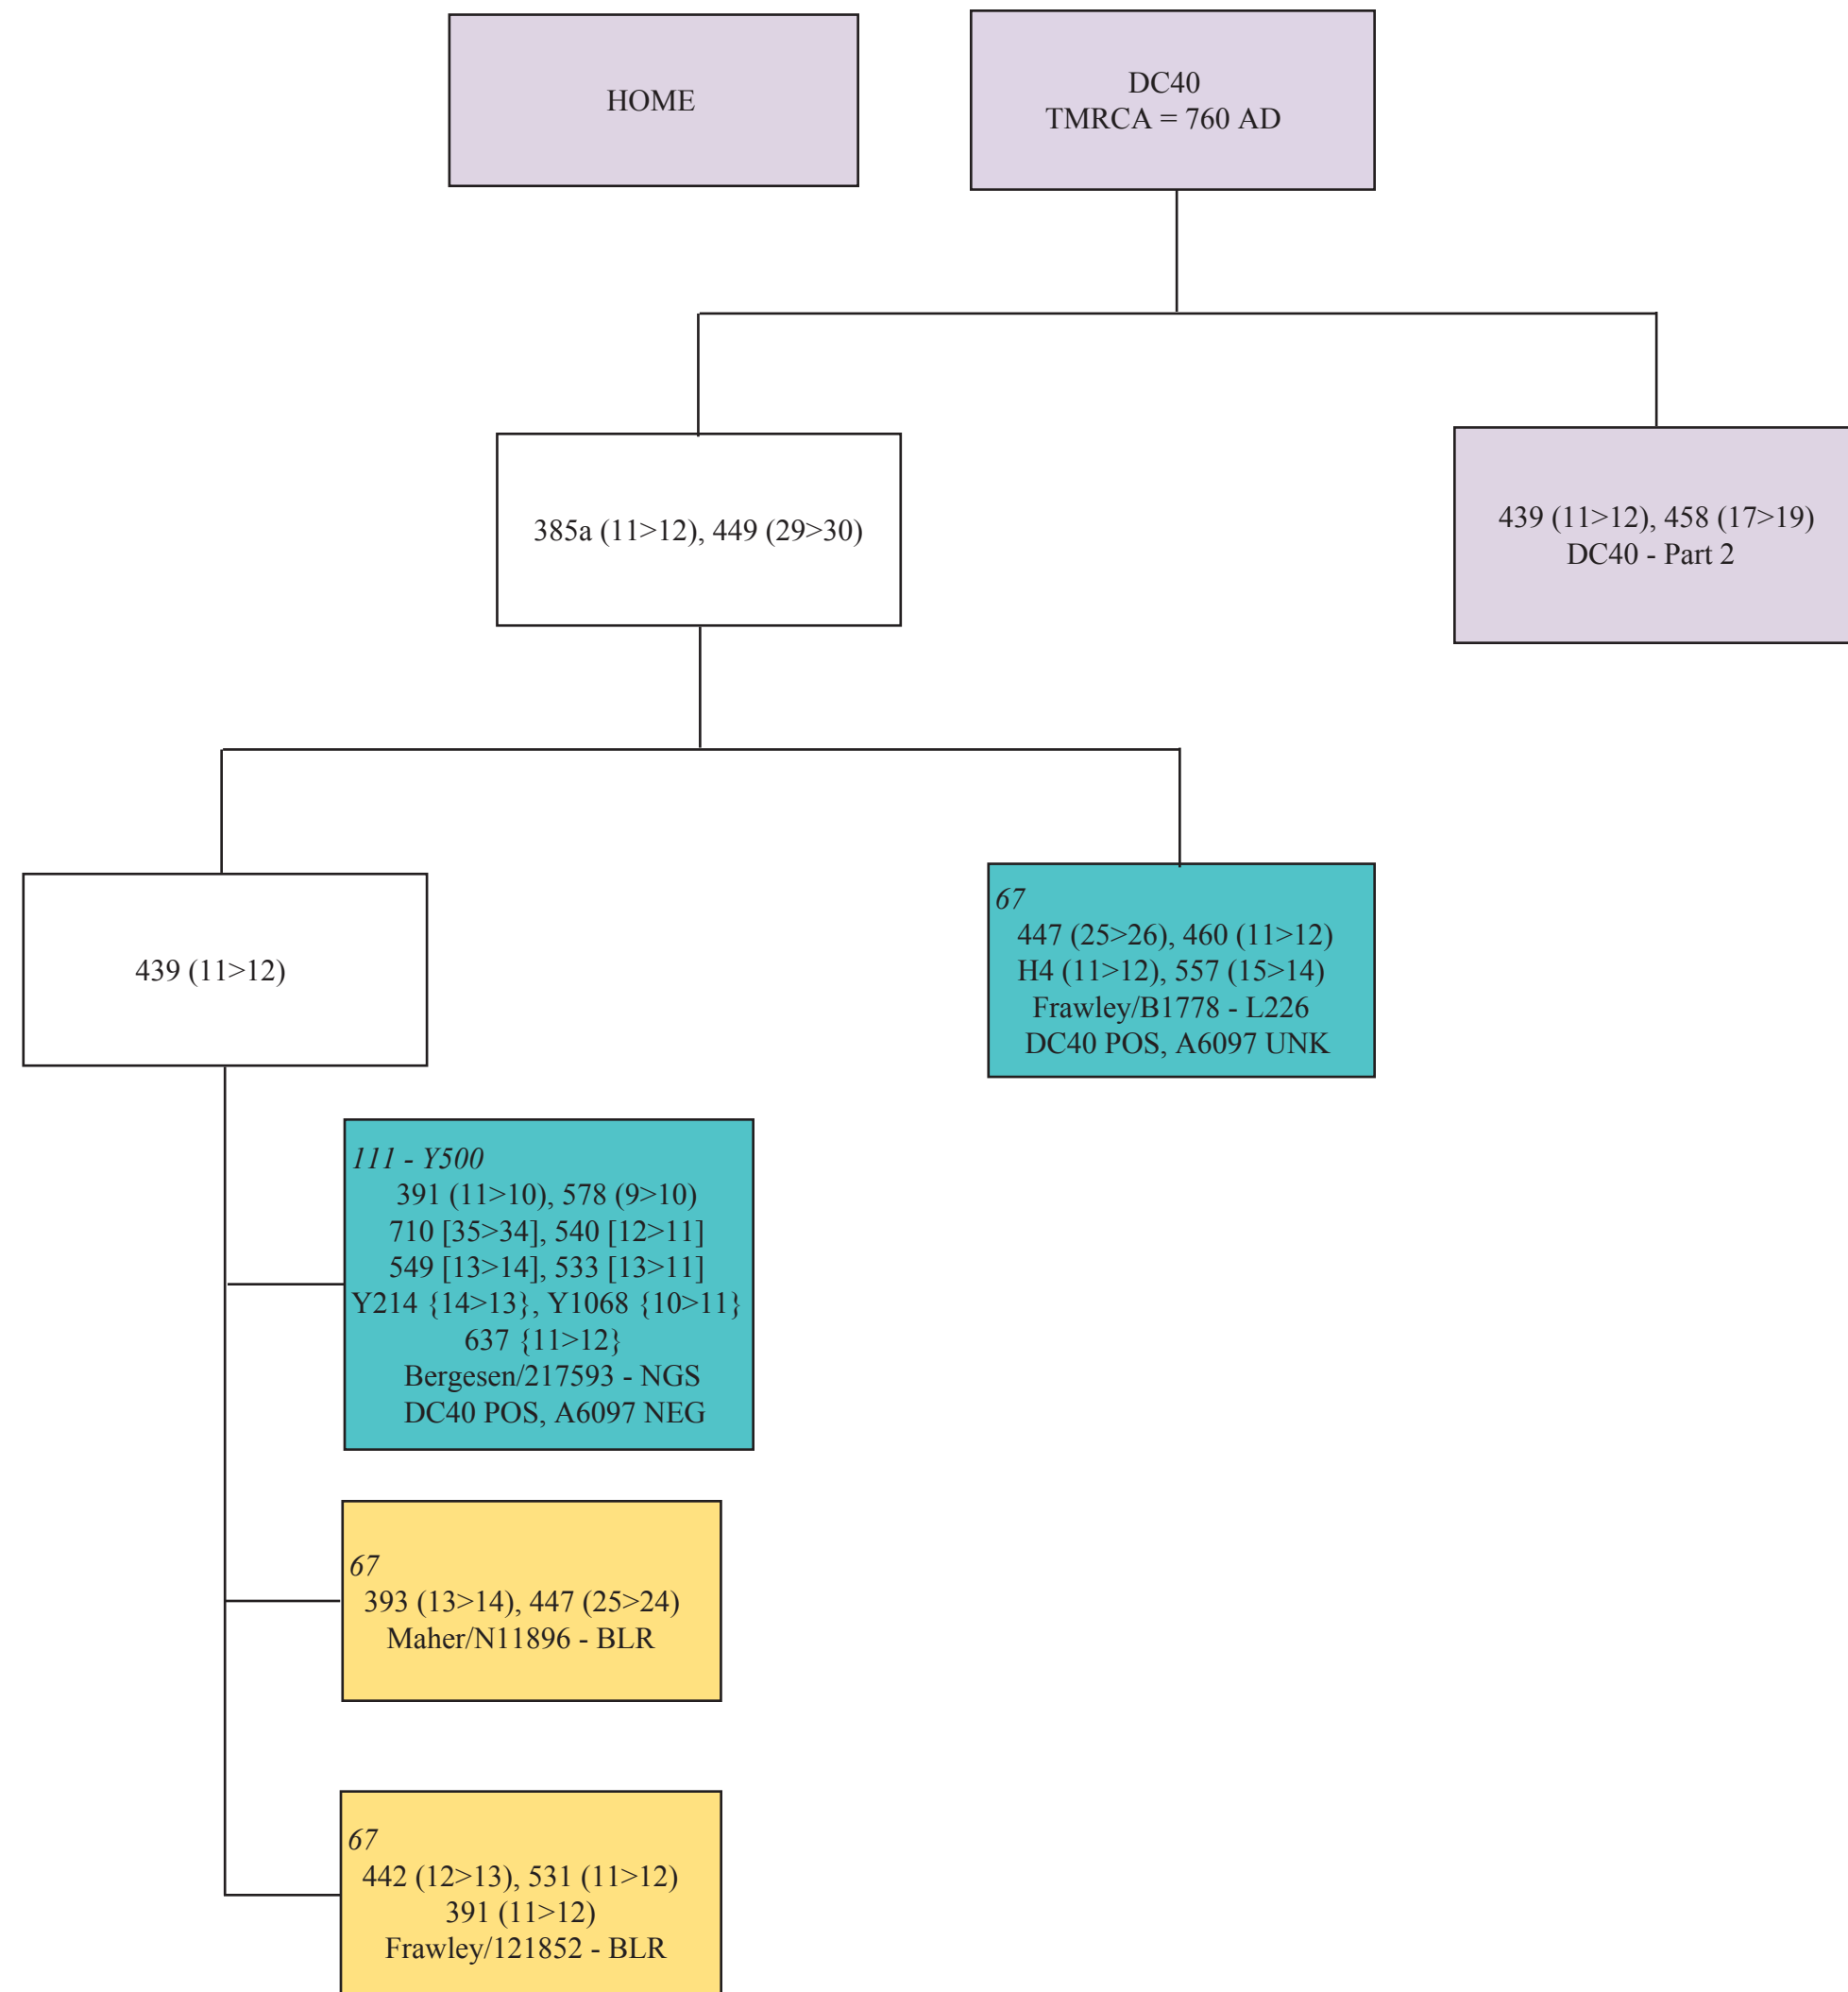 HOME
DC40
TMRCA = 760 AD
385a (11>12), 449 (29>30)
439 (11>12), 458 (17>19)
DC40 - Part 2
439 (11>12)
67
447 (25>26), 460 (11>12)
H4 (11>12), 557 (15>14)
Frawley/B1778 - L226
DC40 POS, A6097 UNK
111 - Y500
391 (11>10), 578 (9>10)
710 [35>34], 540 [12>11]
549 [13>14], 533 [13>11]
Y214 {14>13}, Y1068 {10>11}
637 {11>12}
Bergesen/217593 - NGS
DC40 POS, A6097 NEG
67
393 (13>14), 447 (25>24)
Maher/N11896 - BLR
67
442 (12>13), 531 (11>12)
391 (11>12)
Frawley/121852 - BLR